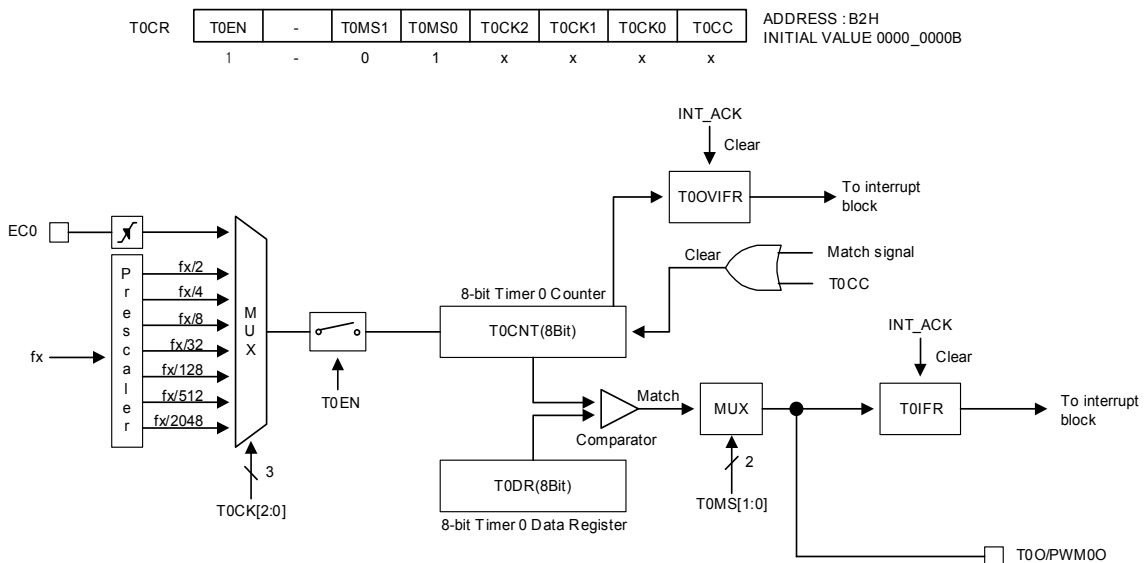 T0CR T0EN - T0MS1 T0MS0 T0CK2 T0CK1 T0CK0 T0CC
ADDRESS : B2H
INITIAL VALUE: 0000_0000B
1 - 0 1 x x x x
INT_ACK
Clear
T0OVIFR
To interrupt
block
EC0
Prescaler
fx
fx/2
fx/4
fx/8
fx/32
fx/128
fx/512
fx/2048
MUX
3
T0CK[2:0]
T0EN
8-bit Timer 0 Counter
T0CNT(8Bit)
Clear
Match signal
T0CC
Comparator
Match
T0DR(8Bit)
8-bit Timer 0 Data Register
MUX
2
T0MS[1:0]
INT_ACK
Clear
T0IFR
To interrupt
block
T0O/PWM0O